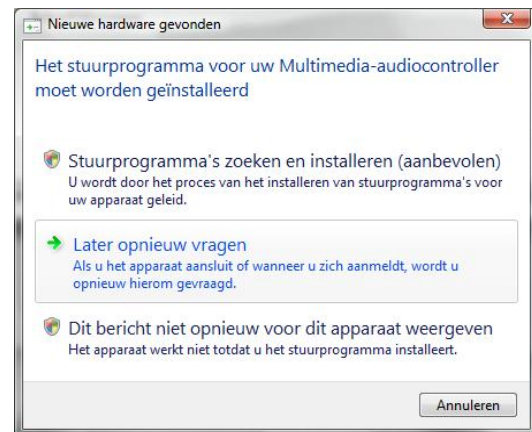 Nieuwe hardware gevonden
Het stuurprogramma voor uw Multimedia-audiocontroller
moet worden geïnstalleerd
Stuurprogramma's zoeken en installeren (aanbevolen)
U wordt door het proces van het installeren van stuurprogramma's voor
uw apparaat geleid.
Later opnieuw vragen
Als u het apparaat aansluit of wanneer u zich aanmeldt, wordt u
opnieuw hierom gevraagd.
Dit bericht niet opnieuw voor dit apparaat weergeven
Het apparaat werkt niet totdat u het stuurprogramma installeert.
Annuleren